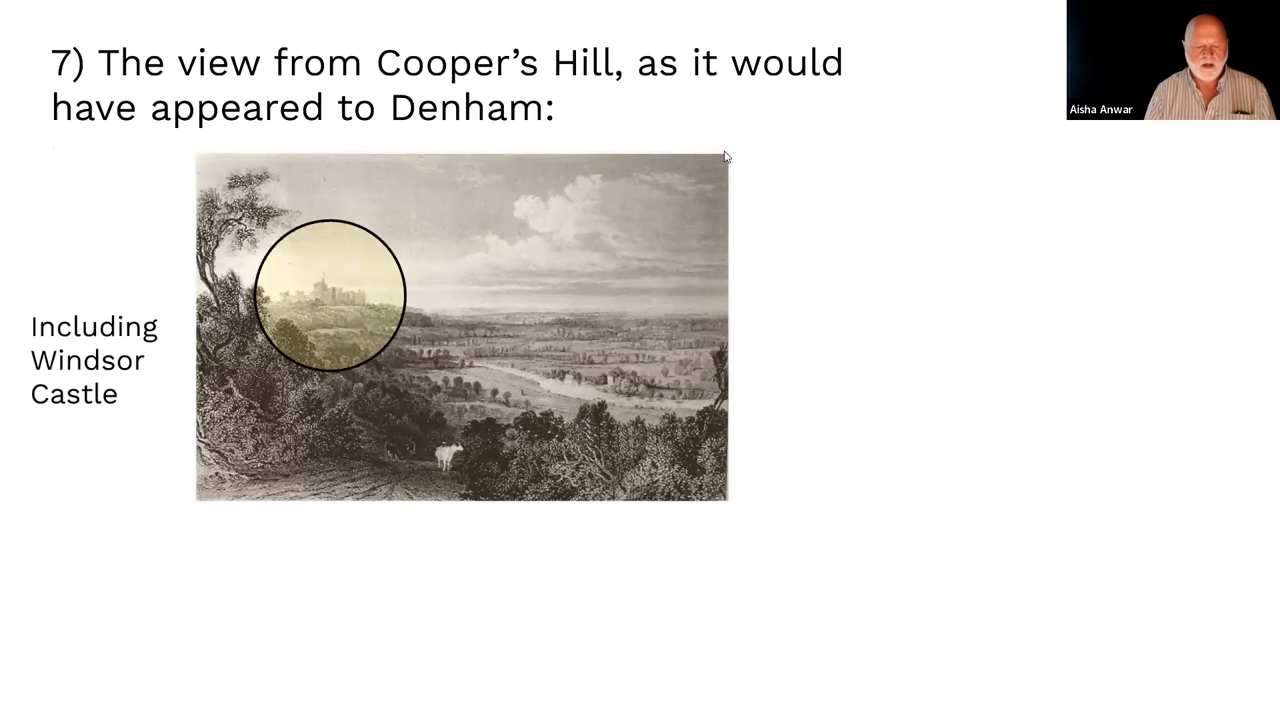 7) The view from Cooper’s Hill, as it would
have appeared to Denham:
Aisha Anwar
Including
Windsor
Castle